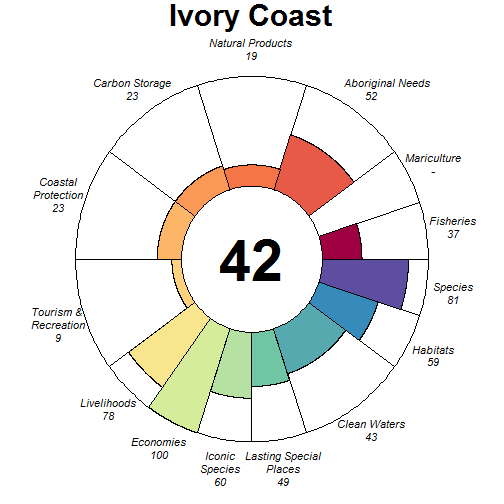 Ivory Coast
Natural Products
19
Carbon Storage
23
Aboriginal Needs
52
Mariculture
-
Coastal
Protection
23
Fisheries
37
42
Species
81
Tourism &
Recreation
9
Habitats
59
Livelihoods
78
Clean Waters
43
Economies
100
Iconic
Species
60
Lasting Special
Places
49